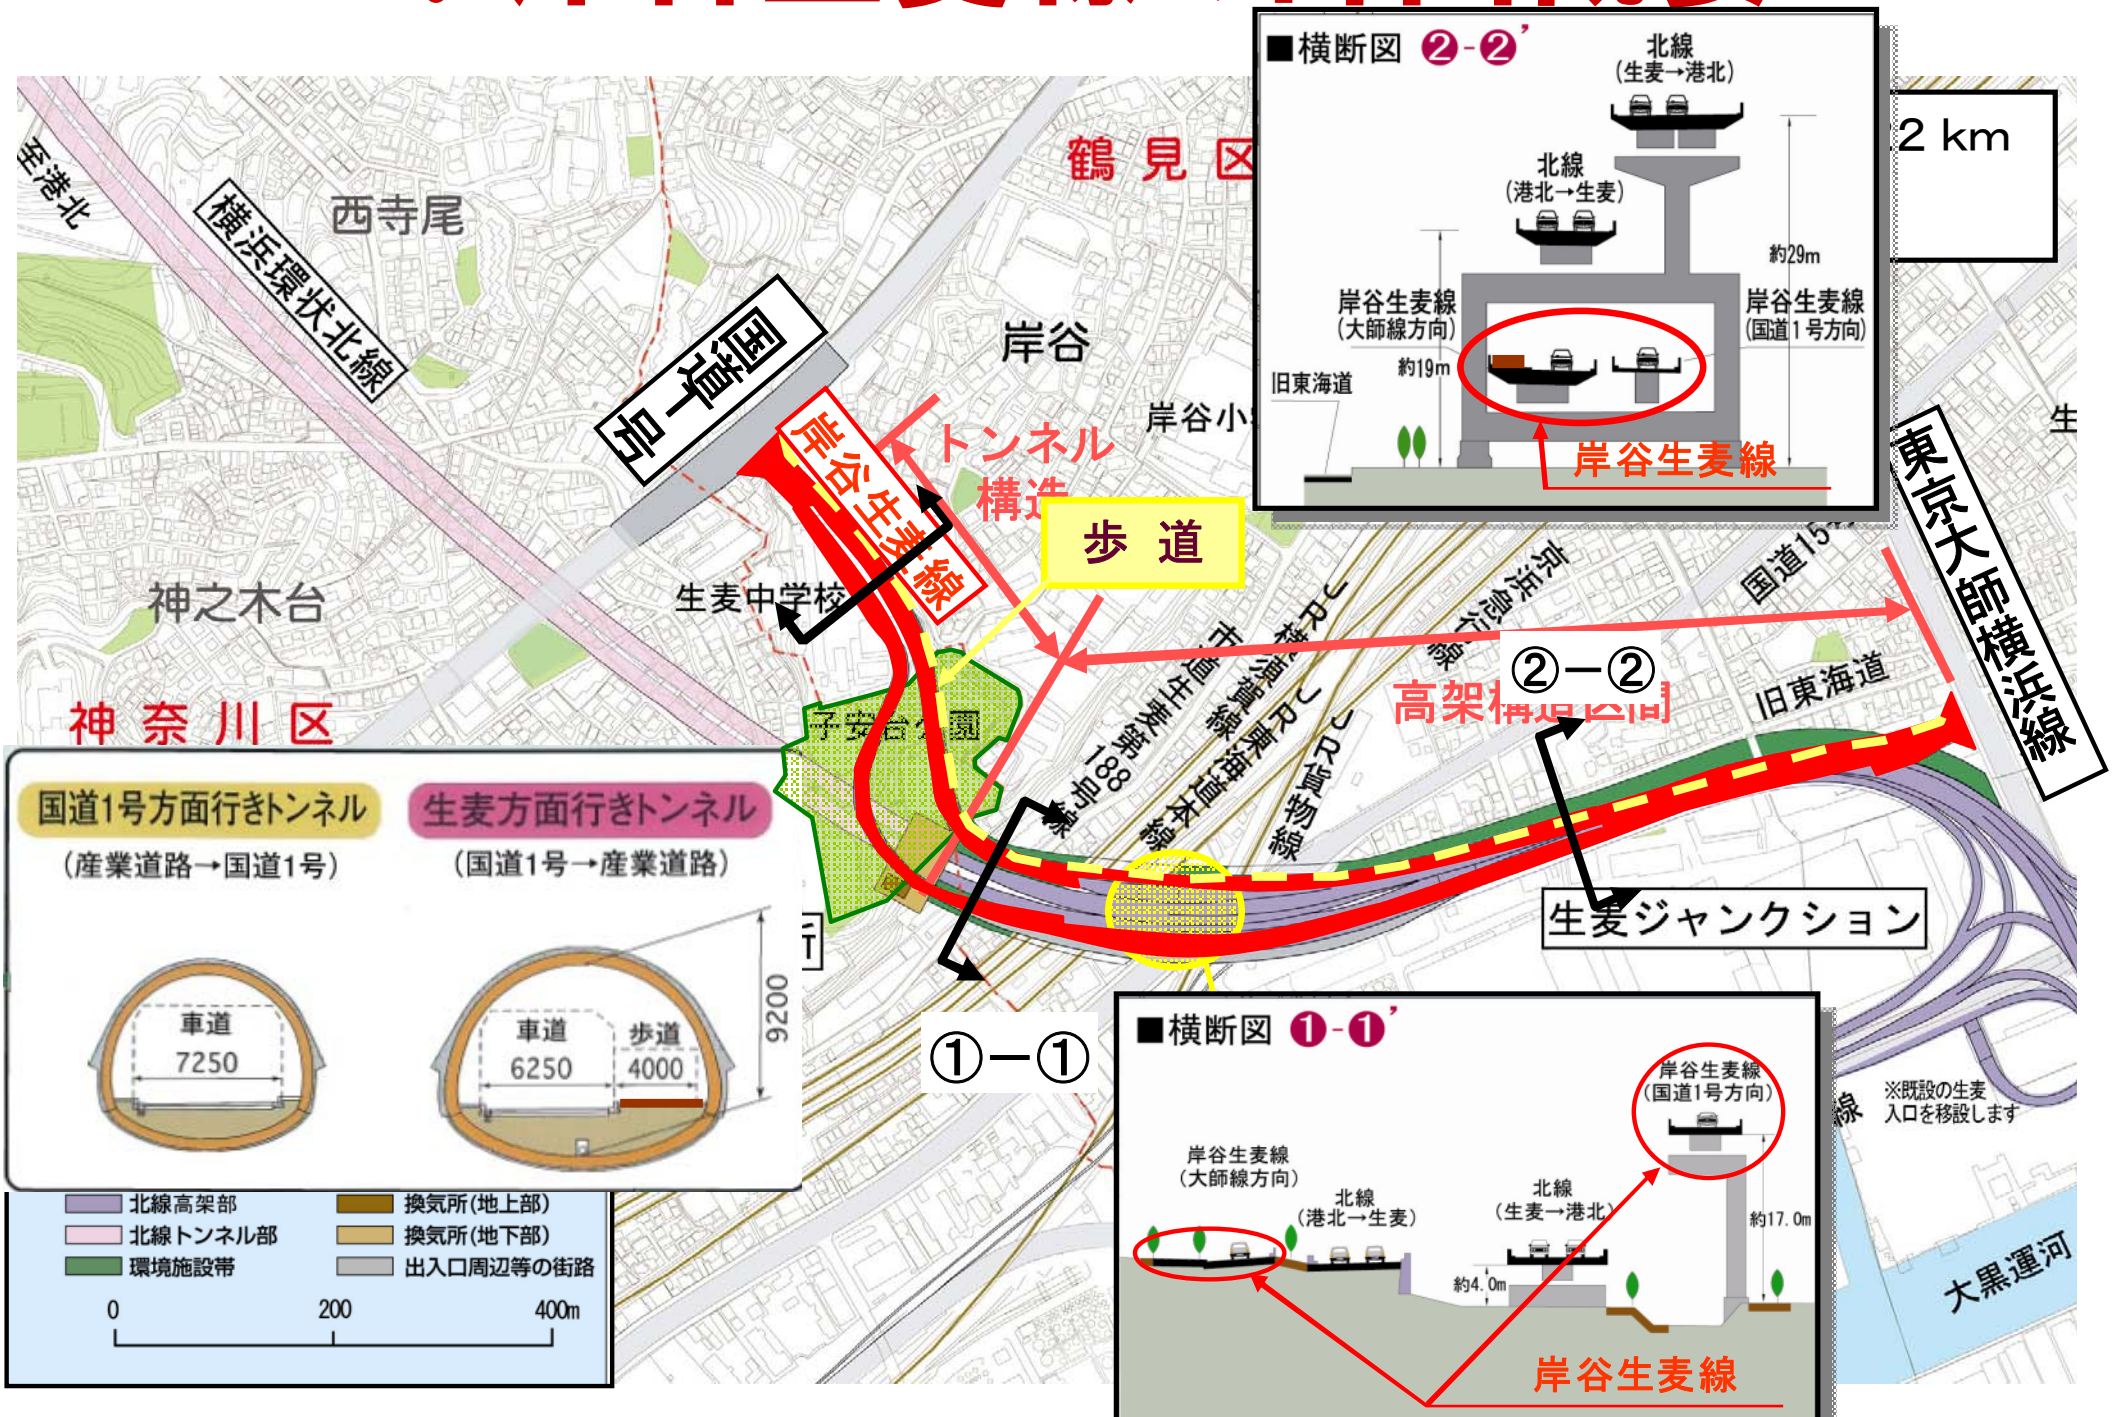 ■横断図 ❷-❷’
北線
(生麦→港北)
北線
(港北→生麦)
約29m
岸谷生麦線
(大師線方向)
岸谷生麦線
(国道1号方向)
約19m
旧東海道
岸谷生麦線
2 km
至港北
横浜環状北線
西寺尾
鶴見区
国道1号
岸谷
岸谷小
生
岸谷生麦線
トンネル
構造
歩 道
生麦中学校
神之木台
神奈川区
子安台公園
市道生麦第188号線
JR横須賀線
JR東海道本線
JR貨物線
京浜急行線
国道15号
東京大師横浜線
②－②
高架構造区間
旧東海道
生麦ジャンクション
所
①－①
国道1号方面行きトンネル
(産業道路→国道1号)
車道
7250
生麦方面行きトンネル
(国道1号→産業道路)
車道
6250
歩道
4000
9200
北線高架部
北線トンネル部
環境施設帯
換気所(地上部)
換気所(地下部)
出入口周辺等の街路
0 200 400m
■横断図 ❶-❶’
岸谷生麦線
(国道1号方向)
岸谷生麦線
(大師線方向)
北線
(港北→生麦)
北線
(生麦→港北)
約17.0m
約4.0m
岸谷生麦線
線
※既設の生麦
入口を移設します
大黒運河